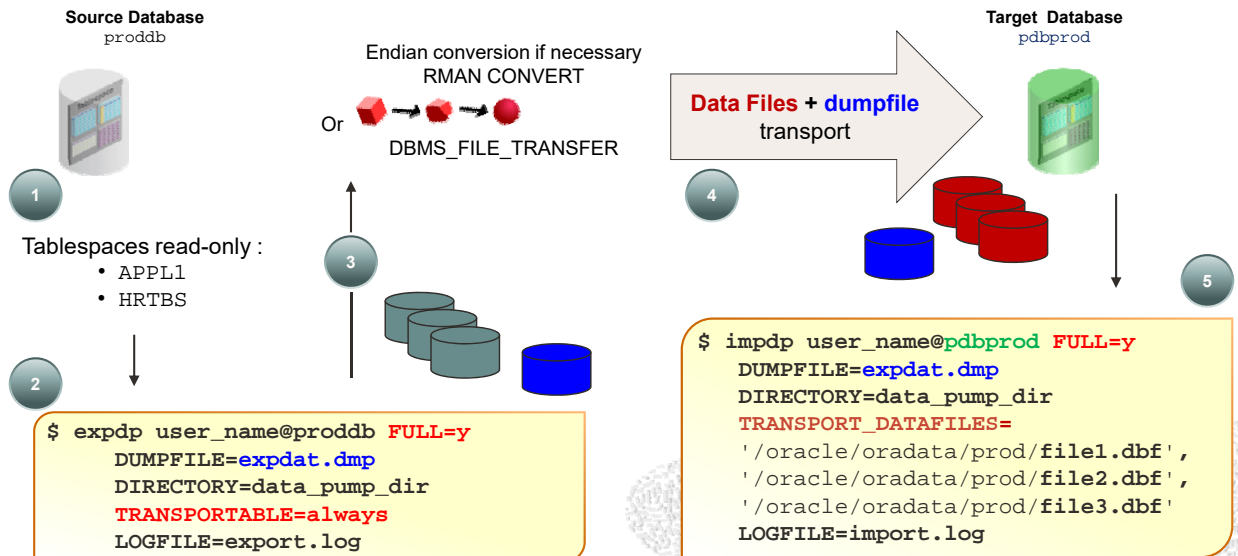 Source Database
proddb
1
Tablespaces read-only :
• APPL1
• HRTBS
2
$ expdp user_name@proddb FULL=y
DUMPFILE=expdat.dmp
DIRECTORY=data_pump_dir
TRANSPORTABLE=always
LOGFILE=export.log
3
Endian conversion if necessary
RMAN CONVERT
Or
DBMS_FILE_TRANSFER
Data Files + dumpfile
transport
4
Target Database
pdbprod
5
$ impdp user_name@pdbprod FULL=y
DUMPFILE=expdat.dmp
DIRECTORY=data_pump_dir
TRANSPORT_DATAFILES=
'/oracle/oradata/prod/file1.dbf',
'/oracle/oradata/prod/file2.dbf',
'/oracle/oradata/prod/file3.dbf'
LOGFILE=import.log